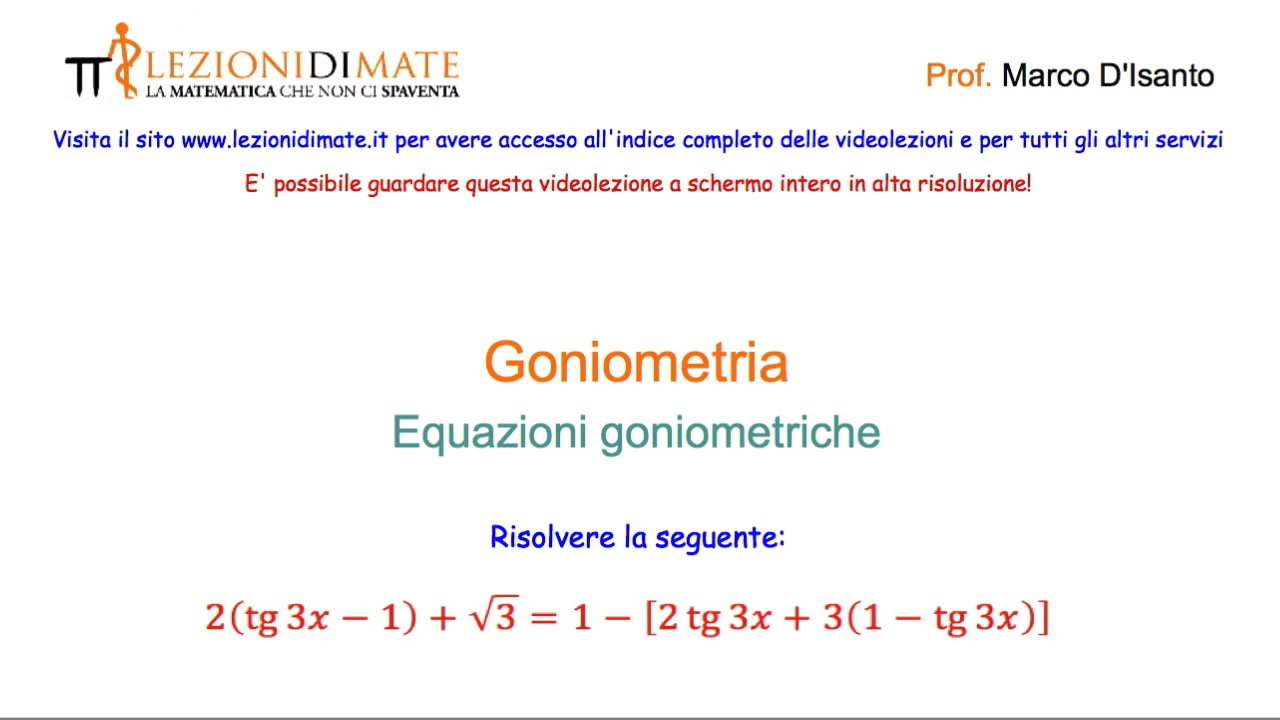 π LEZIONIDIMATE
LA MATEMATICA CHE NON CI SPAVENTA
Prof. Marco D'Isanto
Visita il sito www.lezionidimate.it per avere accesso all'indice completo delle videolezioni e per tutti gli altri servizi
E' possibile guardare questa videolezione a schermo intero in alta risoluzione!
Goniometria
Equazioni goniometriche
Risolvere la seguente:
2(tg 3x − 1) + √3 = 1 − [2 tg 3x + 3(1 − tg 3x)]